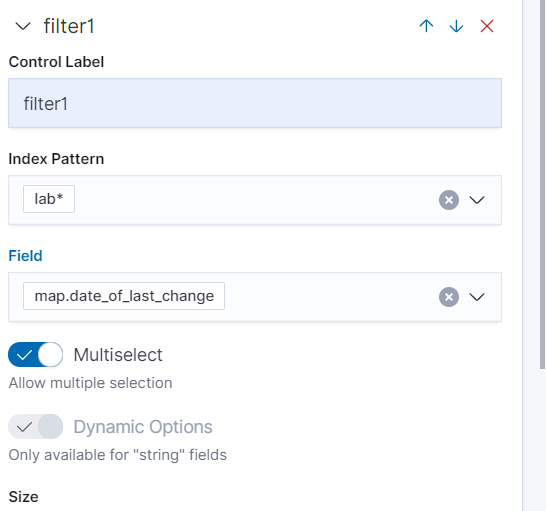 filter1
Control Label
filter1
Index Pattern
lab*
Field
map.date_of_last_change
Multiselect
Allow multiple selection
Dynamic Options
Only available for "string" fields
Size